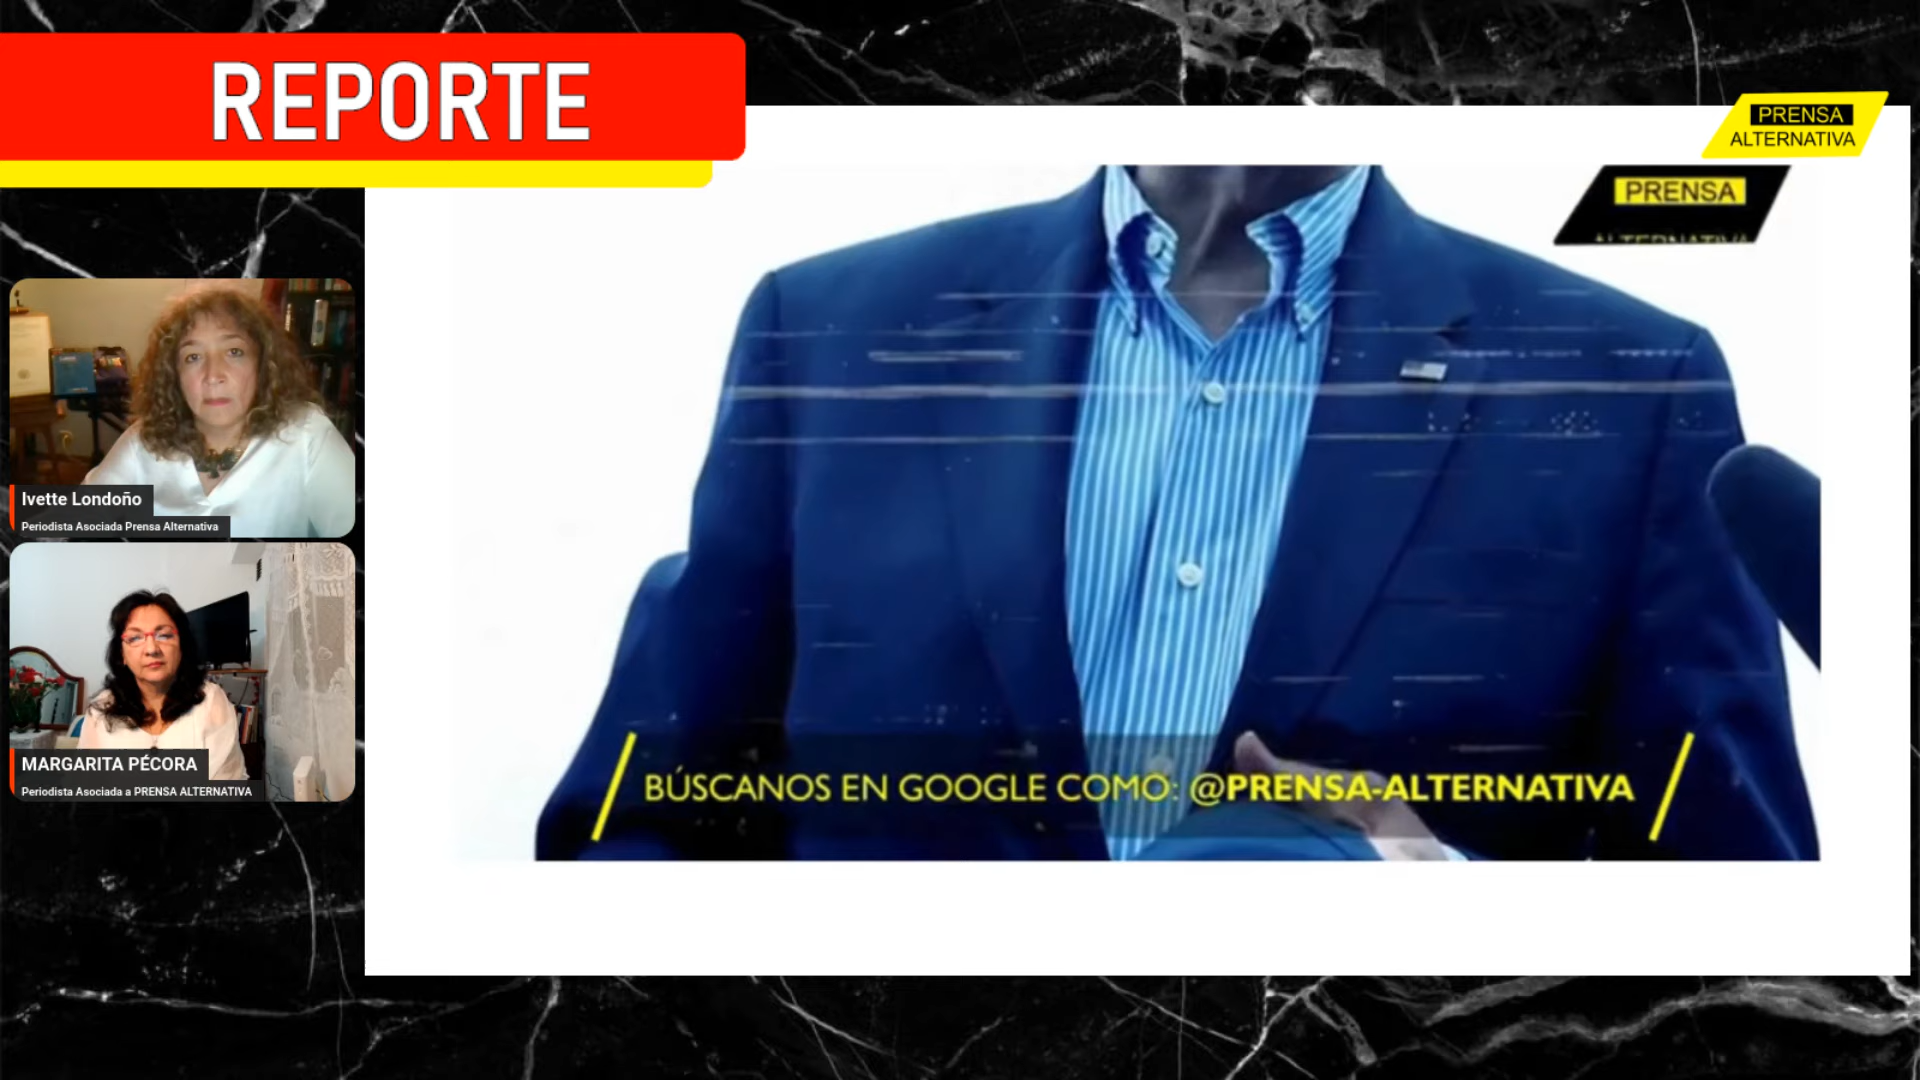 REPORTE
PRENSA
ALTERNATIVA
PRENSA
ALTERNATIVA
Ivette Londoño
Periodista Asociada Prensa Alternativa
MARGARITA PÉCORA
Periodista Asociada a PRENSA ALTERNATIVA
BÚSCANOS EN GOOGLE COMO: @PRENSA-ALTERNATIVA